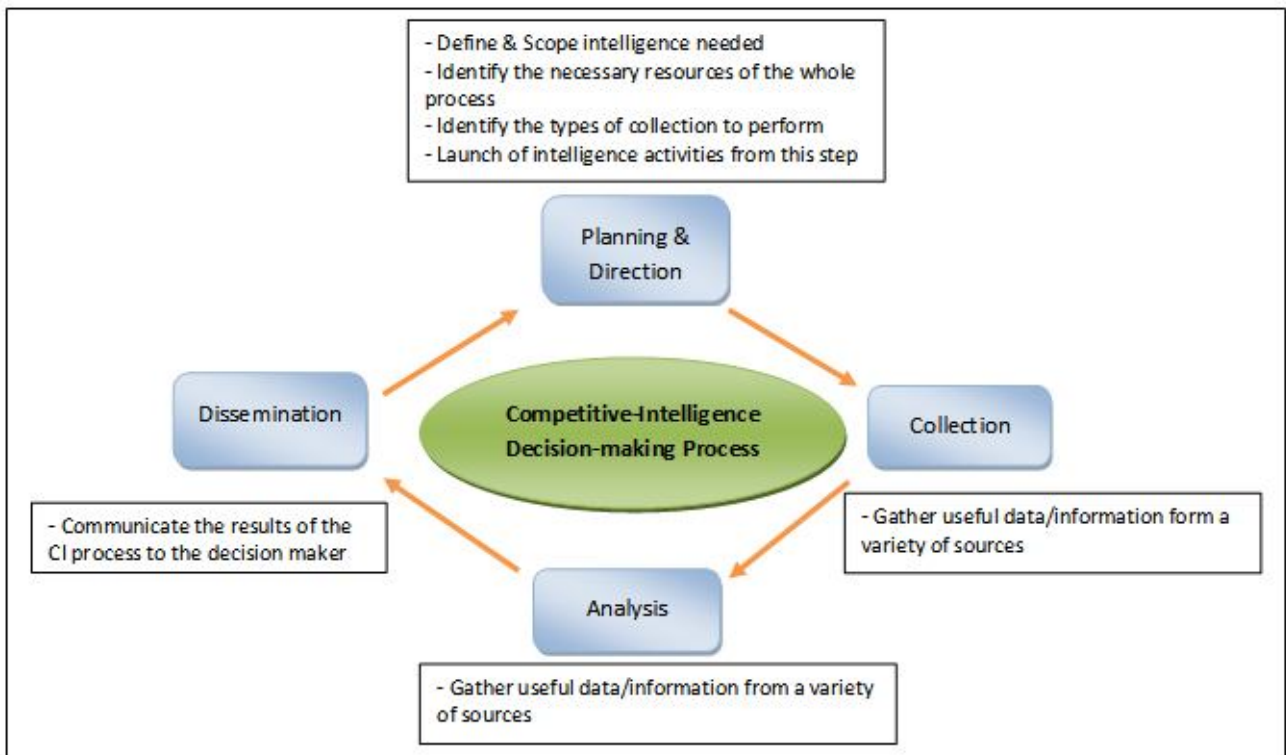 - Define & Scope intelligence needed
- Identify the necessary resources of the whole
process
- Identify the types of collection to perform
- Launch of intelligence activities from this step
Planning &
Direction
Dissemination
Competitive-Intelligence
Decision-making Process
Collection
- Communicate the results of the
CI process to the decision maker
- Gather useful data/information form a
variety of sources
Analysis
- Gather useful data/information from a variety
of sources